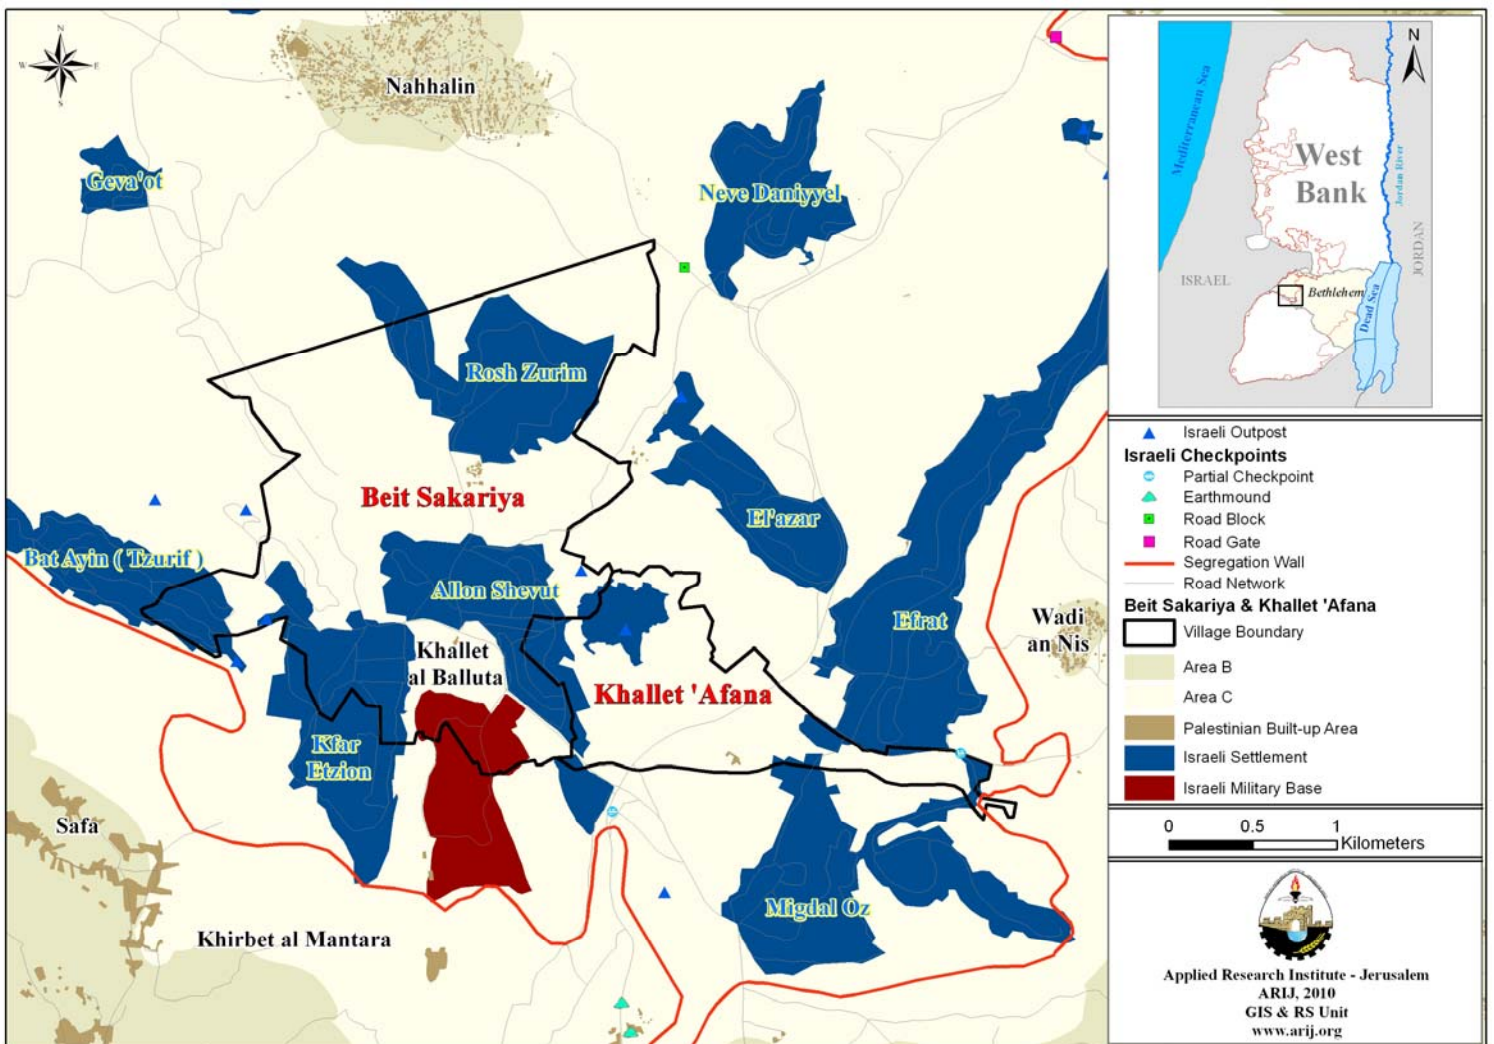 N
W
E
S
Nahhalin
Geva'ot
Neve Daniyyel
Rosh Zurim
Beit Sakariya
El'azar
Bat Ayin ( Tzurif )
Allon Shevut
Efrat
Wadi
an Nis
Khallet
al Balluta
Khallet 'Afana
Kfar
Etzion
Safa
Migdal Oz
Khirbet al Mantara
N
Mediterranean Sea
West
Bank
Jordan River
JORDAN
ISRAEL
Bethlehem
Dead Sea
Israeli Outpost
Israeli Checkpoints
Partial Checkpoint
Earthmound
Road Block
Road Gate
Segregation Wall
Road Network
Beit Sakariya & Khallet 'Afana
Village Boundary
Area B
Area C
Palestinian Built-up Area
Israeli Settlement
Israeli Military Base
0 0.5 1
Kilometers
Applied Research Institute - Jerusalem
ARIJ, 2010
GIS & RS Unit
www.arij.org